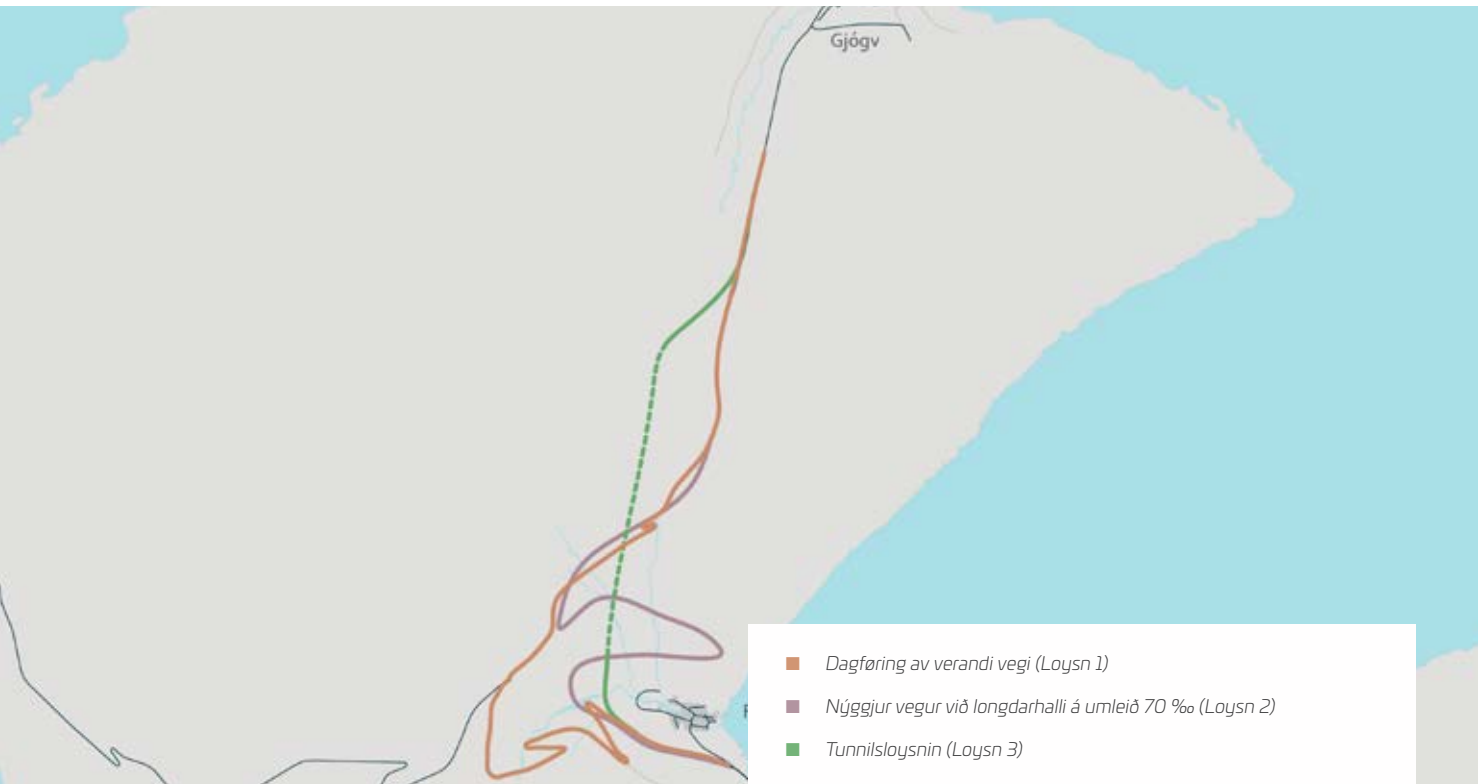 Gjógv
Dagføring av verandi vegi (Loysn 1)
Nýggjur vegur við longdarhalli á umleið 70 ‰ (Loysn 2)
Tunnilsloysnin (Loysn 3)